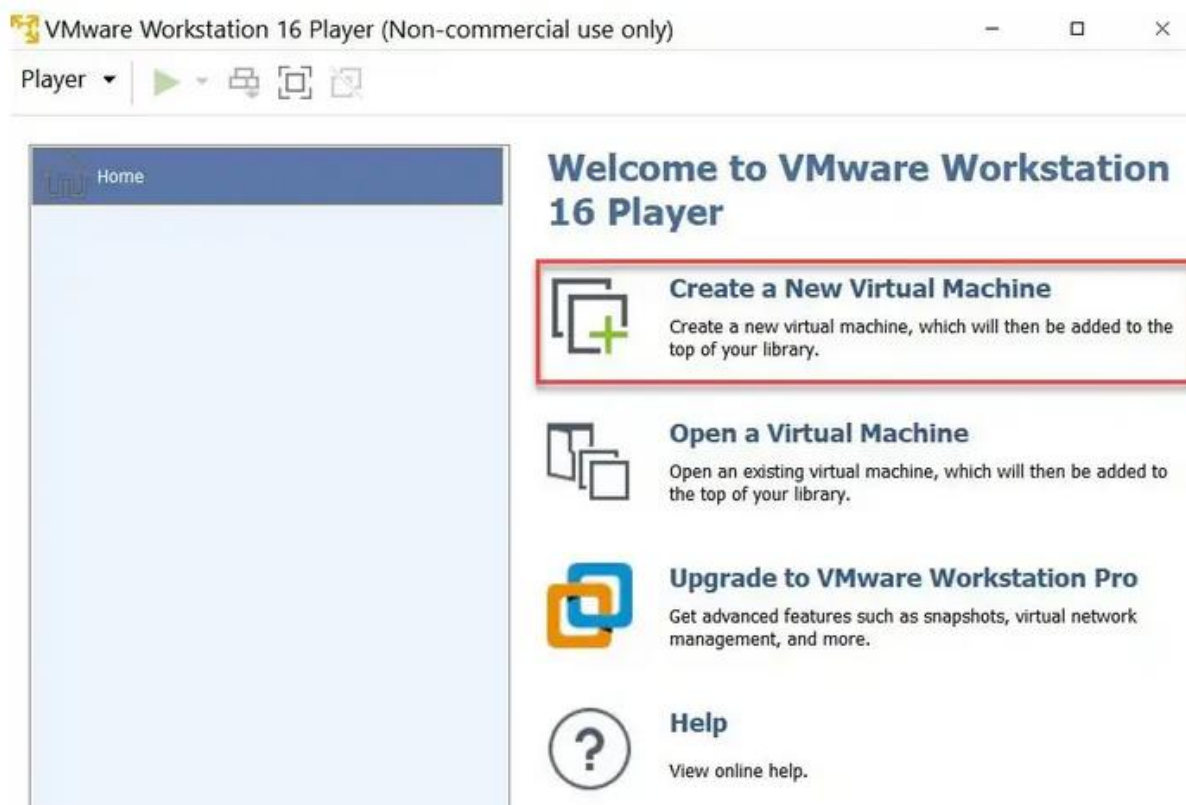 VMware Workstation 16 Player (Non-commercial use only)
Player
Home
Welcome to VMware Workstation
16 Player
Create a New Virtual Machine
Create a new virtual machine, which will then be added to the
top of your library.
Open a Virtual Machine
Open an existing virtual machine, which will then be added to
the top of your library.
Upgrade to VMware Workstation Pro
Get advanced features such as snapshots, virtual network
management, and more.
?
Help
View online help.